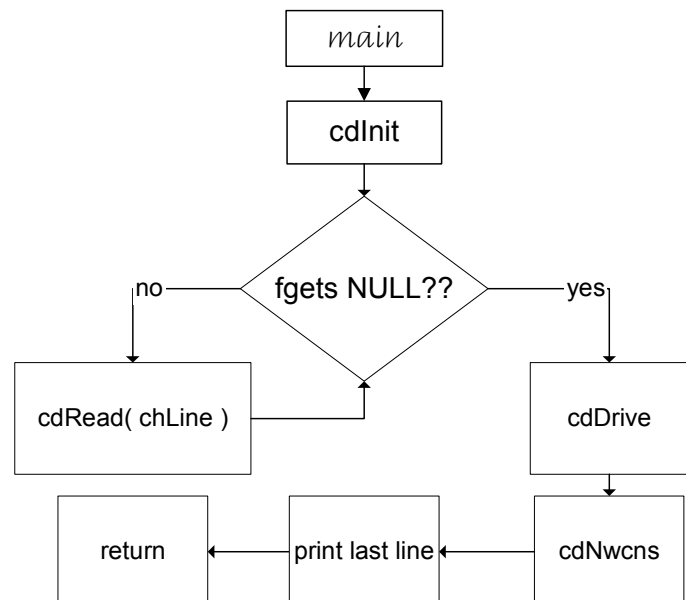 main
cdInit
fgets NULL??
no
yes
cdRead( chLine )
cdDrive
return
print last line
cdNwcns